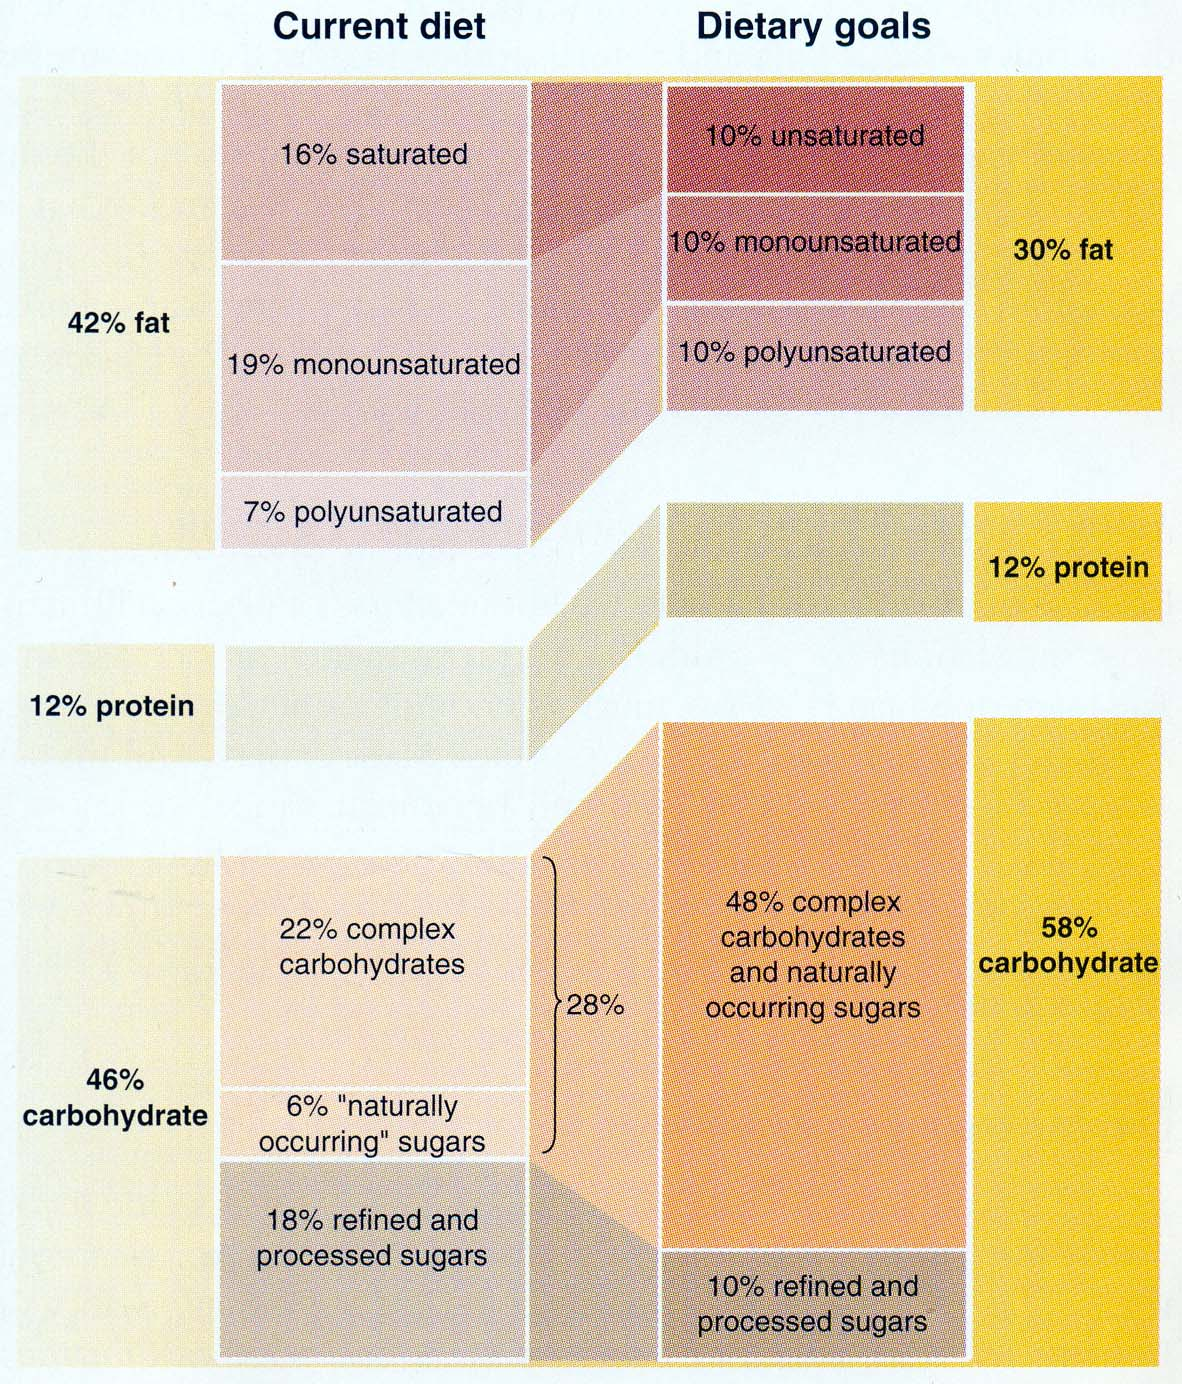 Current diet
Dietary goals
16% saturated
10% unsaturated
10% monounsaturated
30% fat
42% fat
19% monounsaturated
10% polyunsaturated
7% polyunsaturated
12% protein
12% protein
22% complex
carbohydrates
28%
48% complex
carbohydrates
and naturally
occurring sugars
58%
carbohydrate
46%
carbohydrate
6% "naturally
occurring" sugars
18% refined and
processed sugars
10% refined and
processed sugars